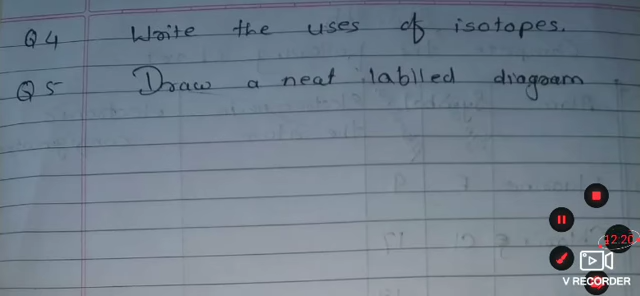 Q4 Write the uses of isotopes.
Q5 Draw a neat lablled diagram
12:20
V RECORDER